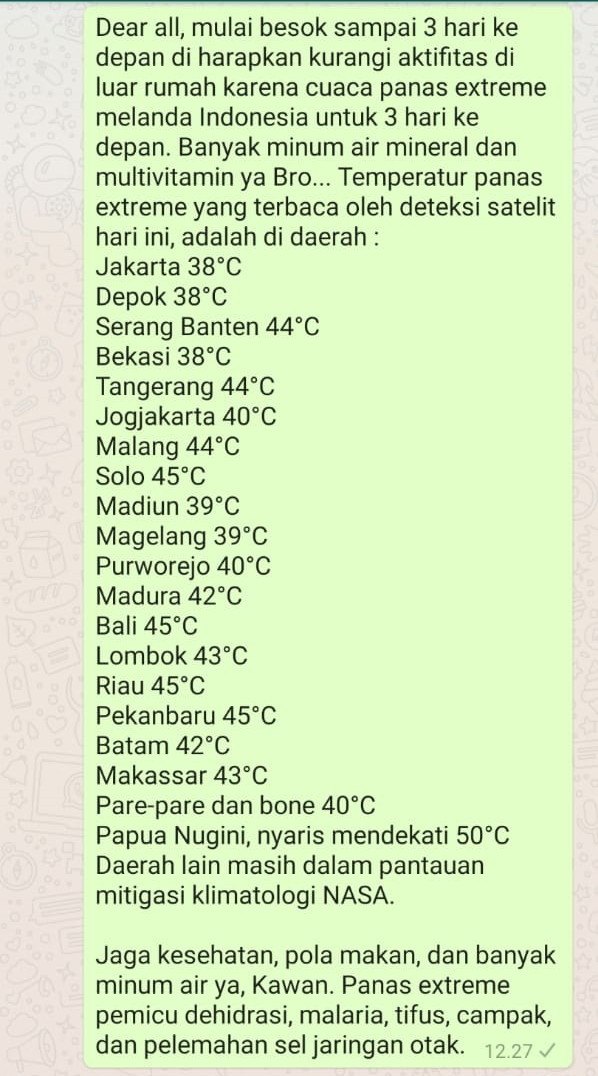 Dear all, mulai besok sampai 3 hari ke
depan di harapkan kurangi aktifitas di
luar rumah karena cuaca panas extreme
melanda Indonesia untuk 3 hari ke
depan. Banyak minum air mineral dan
multivitamin ya Bro... Temperatur panas
extreme yang terbaca oleh deteksi satelit
hari ini, adalah di daerah :
Jakarta 38°C
Depok 38°C
Serang Banten 44°C
Bekasi 38°C
Tangerang 44°C
Jogjakarta 40°C
Malang 44°C
Solo 45°C
Madiun 39°C
Magelang 39°C
Purworejo 40°C
Madura 42°C
Bali 45°C
Lombok 43°C
Riau 45°C
Pekanbaru 45°C
Batam 42°C
Makassar 43°C
Pare-pare dan bone 40°C
Papua Nugini, nyaris mendekati 50°C
Daerah lain masih dalam pantauan
mitigasi klimatologi NASA.
Jaga kesehatan, pola makan, dan banyak
minum air ya, Kawan. Panas extreme
pemicu dehidrasi, malaria, tifus, campak,
dan pelemahan sel jaringan otak. 12.27